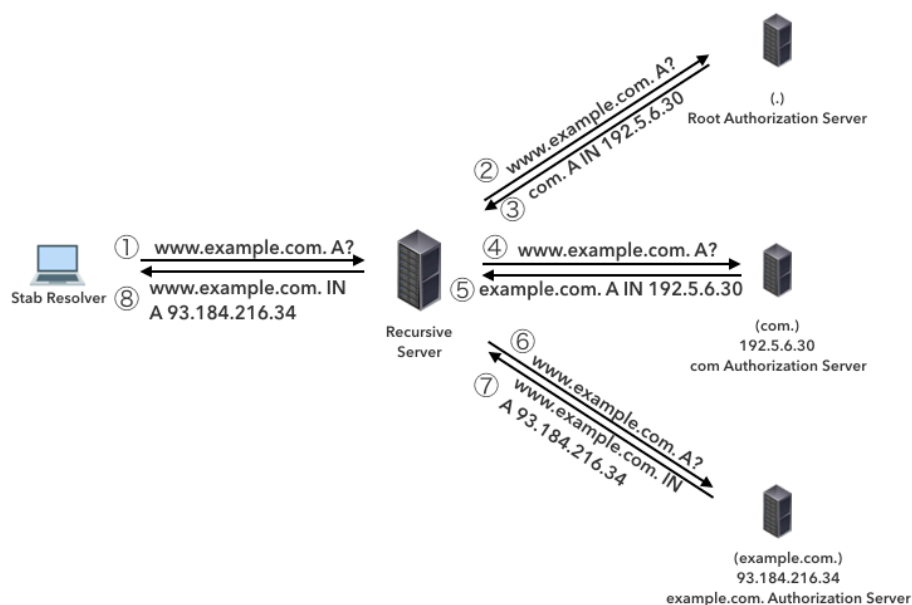 (.)
Root Authorization Server
② www.example.com. A?
③ com. A IN 192.5.6.30
① www.example.com. A?
⑧ www.example.com. IN
A 93.184.216.34
Stab Resolver
Recursive
Server
④ www.example.com. A?
⑤ example.com. A IN 192.5.6.30
(com.)
192.5.6.30
com Authorization Server
⑥ www.example.com. A?
⑦ www.example.com. IN
A 93.184.216.34
(example.com.)
93.184.216.34
example.com. Authorization Server